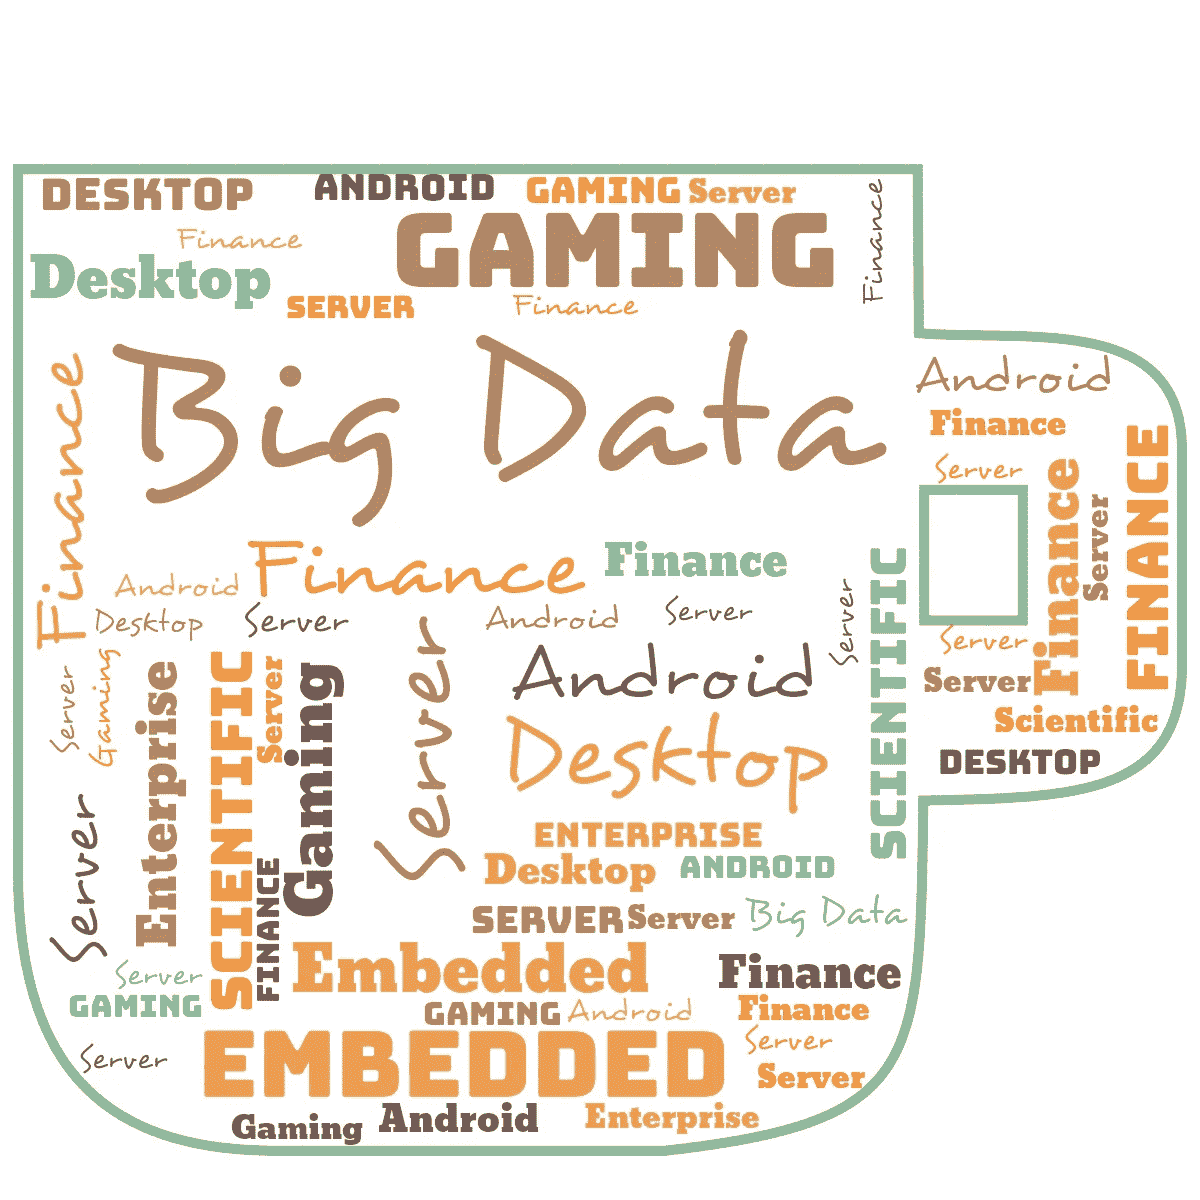 DESKTOP
ANDROID
GAMING
Server
Finance
Finance
GAMING
Desktop
SERVER
Finance
Big Data
Android
Finance
Finance
FINANCE
Server
Finance
Server
Finance
Finance
Android
Desktop
Server
Android
Server
Server
SCIENTIFIC
Server
Server
Scientific
DESKTOP
Server
Gaming
Enterprise
SCIENTIFIC
Server
Gaming
Server
Android
Desktop
Server
FINANCE
ENTERPRISE
Desktop
ANDROID
SERVER
Server
Big Data
Embedded
Finance
Server
GAMING
GAMING
Android
Finance
Server
EMBEDDED
Server
Server
Gaming
Android
Enterprise